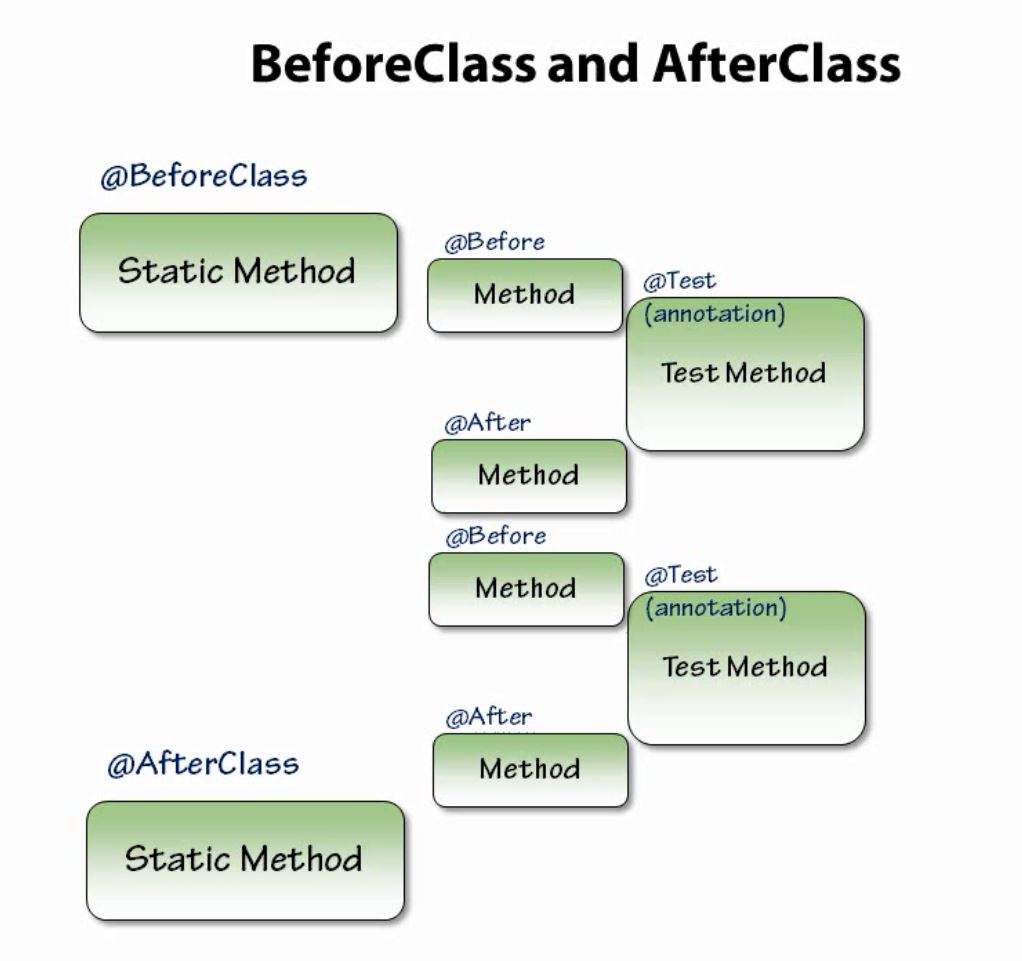 BeforeClass and AfterClass
@BeforeClass
Static Method
@Before
Method
@Test
(annotation)
Test Method
@After
Method
@Before
Method
@Test
(annotation)
Test Method
@After
Method
@AfterClass
Static Method